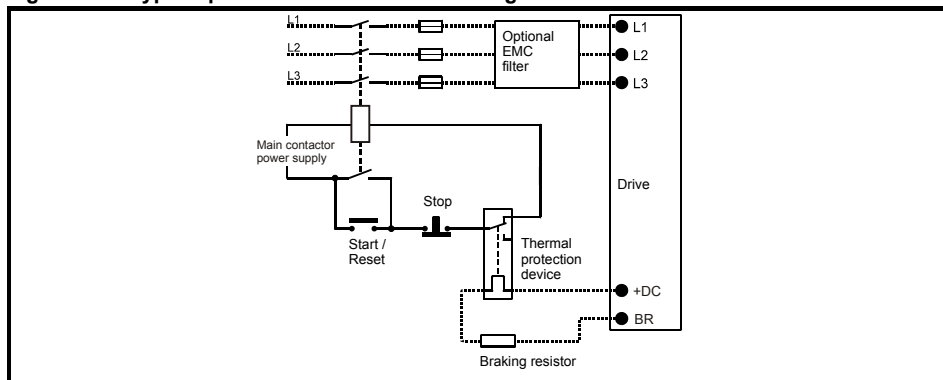 L1
L2
L3
Optional
EMC
filter
L1
L2
L3
Main contactor
power supply
Drive
Stop
Start /
Reset
Thermal
protection
device
+DC
BR
Braking resistor